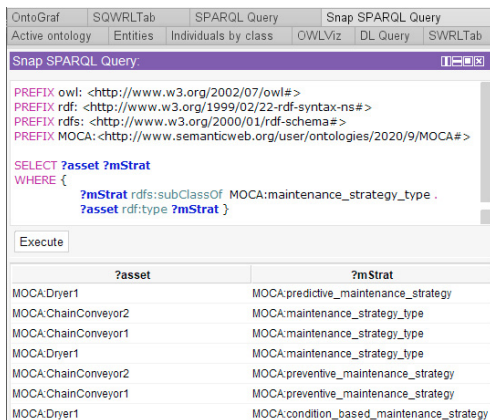 OntoGraf SQWRLTab SPARQL Query Snap SPARQL Query
Active ontology Entities Individuals by class OWLViz DL Query SWRLTab
Snap SPARQL Query:
PREFIX owl: <http://www.w3.org/2002/07/owl#>
PREFIX rdf: <http://www.w3.org/1999/02/22-rdf-syntax-ns#>
PREFIX rdfs: <http://www.w3.org/2000/01/rdf-schema#>
PREFIX MOCA:<http://www.semanticweb.org/user/ontologies/2020/9/MOCA#>
SELECT ?asset ?mStrat
WHERE {
?mStrat rdfs:subClassOf MOCA:maintenance_strategy_type .
?asset rdf:type ?mStrat }
Execute
?asset ?mStrat
MOCA:Dryer1 MOCA:predictive_maintenance_strategy
MOCA:ChainConveyor2 MOCA:maintenance_strategy_type
MOCA:ChainConveyor1 MOCA:maintenance_strategy_type
MOCA:Dryer1 MOCA:maintenance_strategy_type
MOCA:ChainConveyor2 MOCA:preventive_maintenance_strategy
MOCA:ChainConveyor1 MOCA:preventive_maintenance_strategy
MOCA:Dryer1 MOCA:condition_based_maintenance_strategy